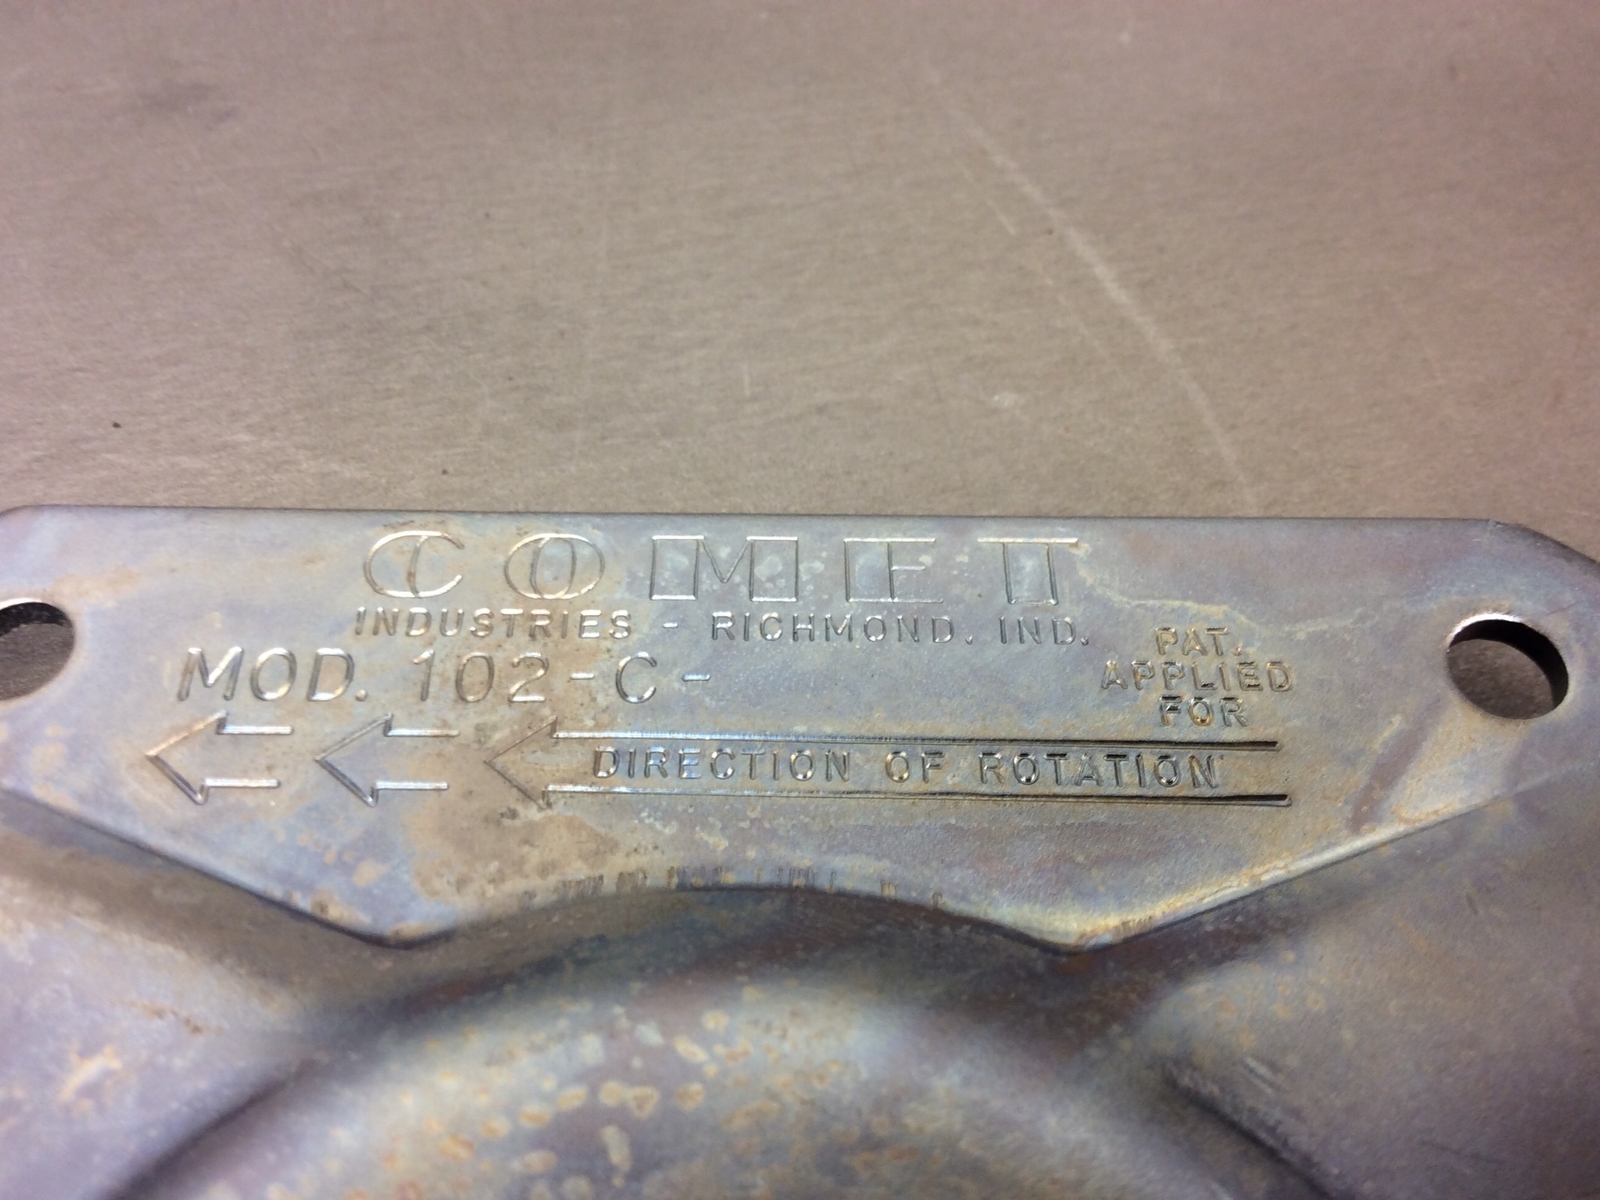 COMET
INDUSTRIES - RICHMOND, IND.
MOD. 102-C-
PAT.
APPLIED
FOR
DIRECTION OF ROTATION